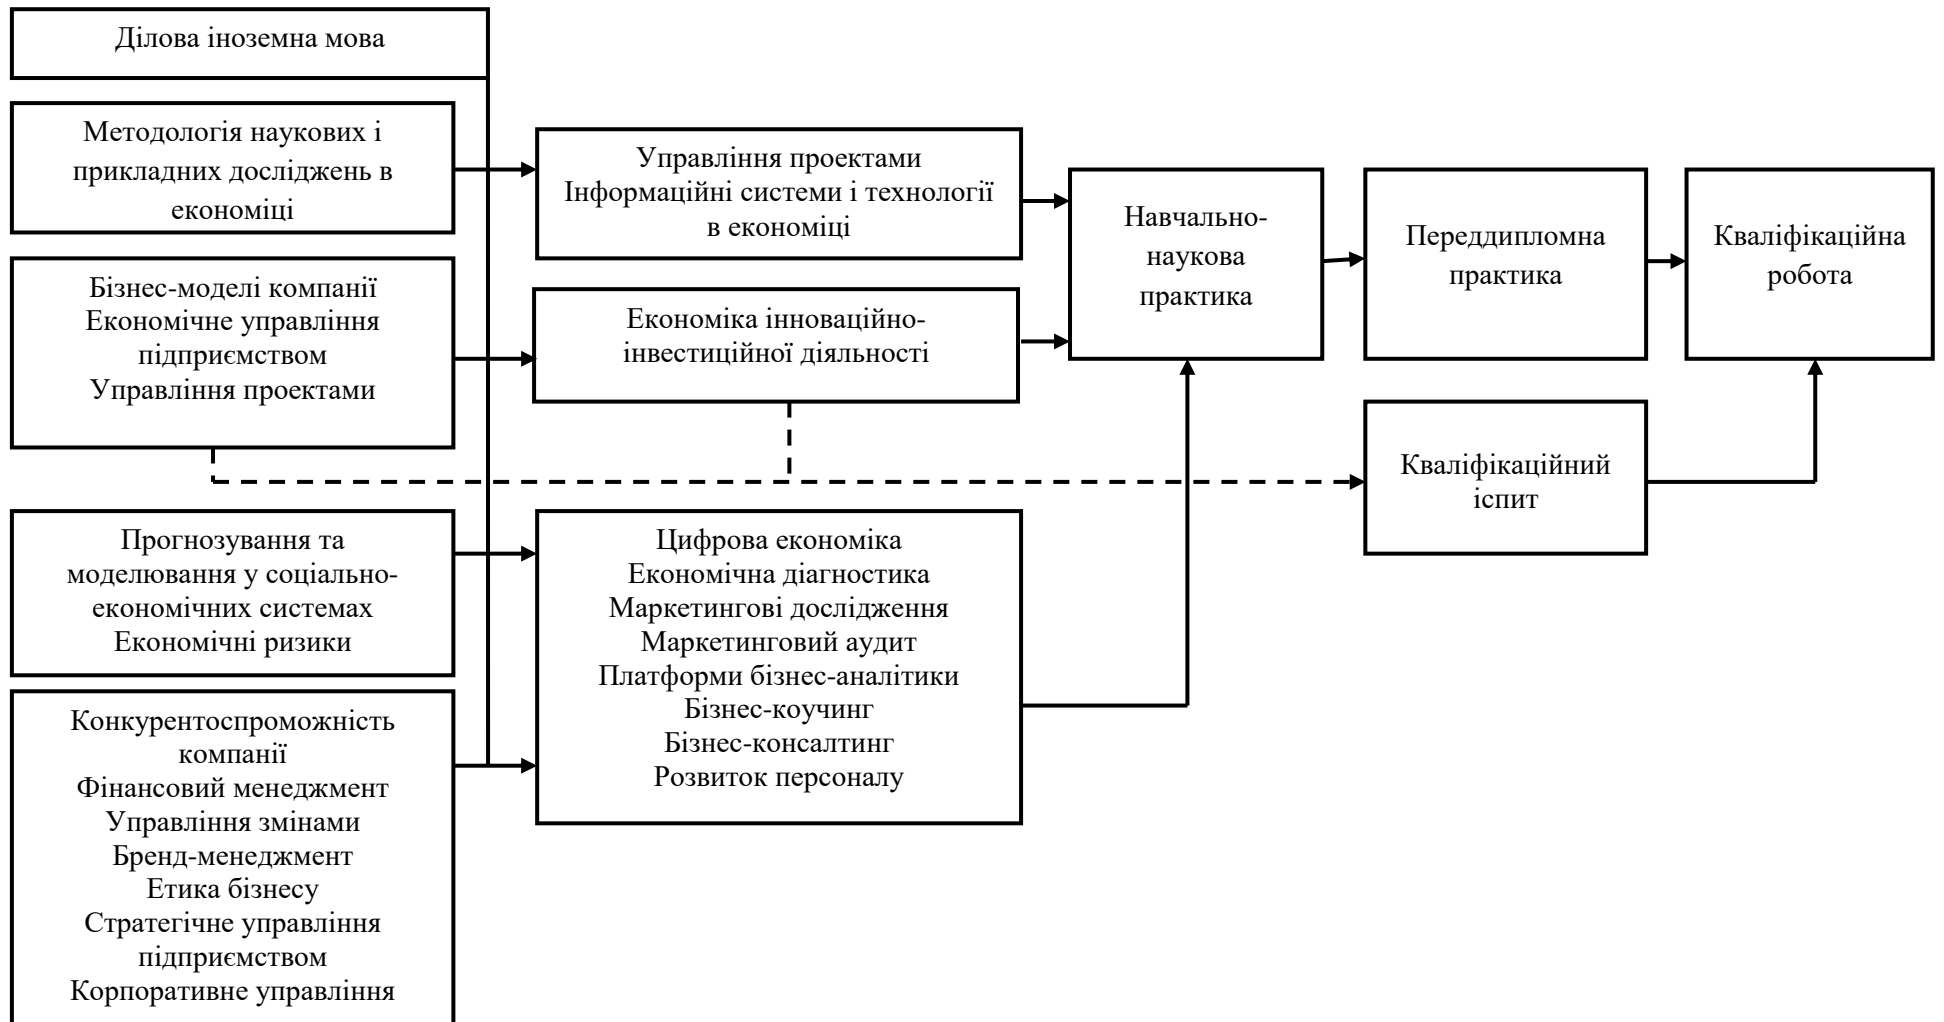 Ділова іноземна мова
Методологія наукових і
прикладних досліджень в
економіці
Бізнес-моделі компанії
Економічне управління
підприємством
Управління проектами
Прогнозування та
моделювання у соціально-
економічних системах
Економічні ризики
Конкурентоспроможність
компанії
Фінансовий менеджмент
Управління змінами
Бренд-менеджмент
Етика бізнесу
Стратегічне управління
підприємством
Корпоративне управління
Управління проектами
Інформаційні системи і технології
в економіці
Економіка інноваційно-
інвестиційної діяльності
Цифрова економіка
Економічна діагностика
Маркетингові дослідження
Маркетинговий аудит
Платформи бізнес-аналітики
Бізнес-коучинг
Бізнес-консалтинг
Розвиток персоналу
Навчально-
наукова
практика
Переддипломна
практика
Кваліфікаційна
робота
Кваліфікаційний
іспит